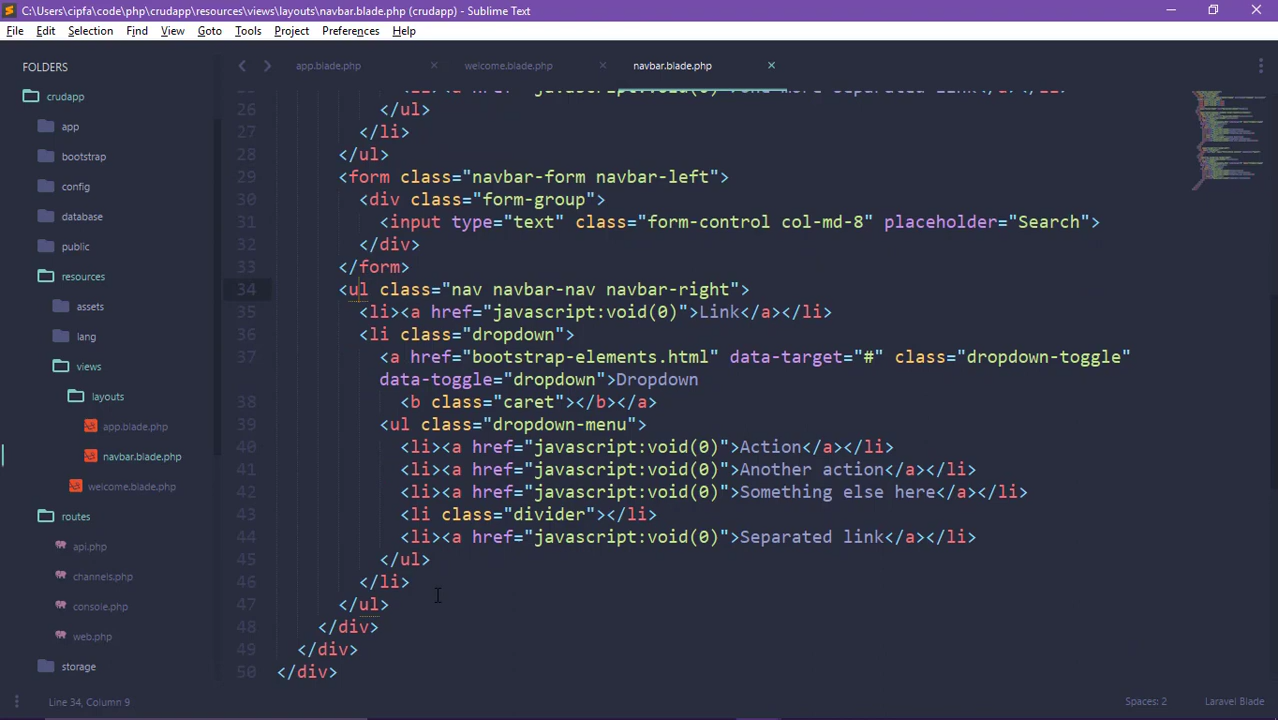 C:\Users\cipfa\code\php\crudapp\resources\views\layouts\navbar.blade.php (crudapp) - Sublime Text
File Edit Selection Find View Goto Tools Project Preferences Help
FOLDERS
crudapp
app
bootstrap
config
database
public
resources
assets
lang
views
layouts
app.blade.php
navbar.blade.php
welcome.blade.php
routes
api.php
channels.php
console.php
web.php
storage
app.blade.php × welcome.blade.php × navbar.blade.php ×
26 </ul>
27 </li>
28 </ul>
29 <form class="navbar-form navbar-left">
30 <div class="form-group">
31 <input type="text" class="form-control col-md-8" placeholder="Search">
32 </div>
33 </form>
34 <ul class="nav navbar-nav navbar-right">
35 <li><a href="javascript:void(0)">Link</a></li>
36 <li class="dropdown">
37 <a href="bootstrap-elements.html" data-target="#" class="dropdown-toggle"
data-toggle="dropdown">Dropdown
38 <b class="caret"></b></a>
39 <ul class="dropdown-menu">
40 <li><a href="javascript:void(0)">Action</a></li>
41 <li><a href="javascript:void(0)">Another action</a></li>
42 <li><a href="javascript:void(0)">Something else here</a></li>
43 <li class="divider"></li>
44 <li><a href="javascript:void(0)">Separated link</a></li>
45 </ul>
46 </li>
47 </ul>
48 </div>
49 </div>
50 </div>
Line 34, Column 9
Spaces: 2 Laravel Blade